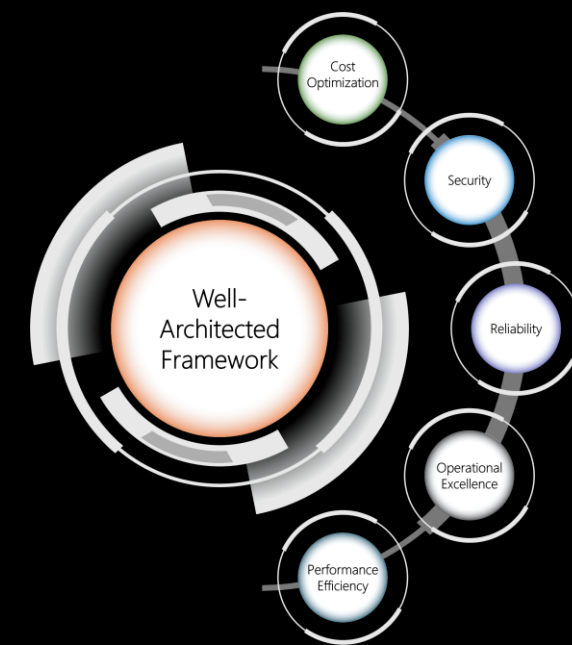 Cost
Optimization
Security
Well-
Architected
Framework
Reliability
Operational
Excellence
Performance
Efficiency